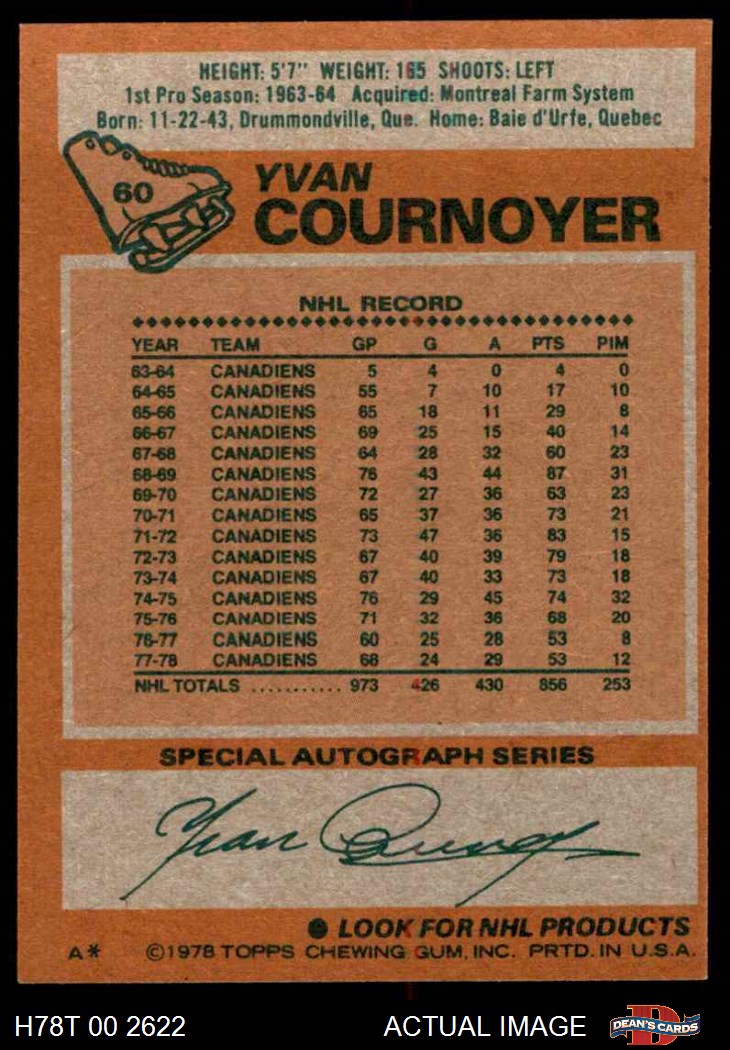 HEIGHT: 5'7" WEIGHT: 165 SHOOTS: LEFT
1st Pro Season: 1963-64 Acquired: Montreal Farm System
Born: 11-22-43, Drummondville, Que. Home: Baie d'Urfe, Quebec
60
YVAN
COURNOYER
NHL RECORD
YEAR TEAM GP G A PTS PIM
63-64 CANADIENS 5 4 0 4 0
64-65 CANADIENS 55 7 10 17 10
65-66 CANADIENS 65 18 11 29 8
66-67 CANADIENS 69 25 15 40 14
67-68 CANADIENS 64 28 32 60 23
68-69 CANADIENS 76 43 44 87 31
69-70 CANADIENS 72 27 36 63 23
70-71 CANADIENS 65 37 36 73 21
71-72 CANADIENS 73 47 36 83 15
72-73 CANADIENS 67 40 39 79 18
73-74 CANADIENS 67 40 33 73 18
74-75 CANADIENS 76 29 45 74 32
75-76 CANADIENS 71 32 36 68 20
76-77 CANADIENS 60 25 28 53 8
77-78 CANADIENS 68 24 29 53 12
NHL TOTALS ........... 973 426 430 856 253
SPECIAL AUTOGRAPH SERIES
Yvan Cournoyer
● LOOK FOR NHL PRODUCTS
A* ©1978 TOPPS CHEWING GUM, INC. PRTD. IN U.S.A.
H78T 00 2622 ACTUAL IMAGE D DEAN'S CARDS